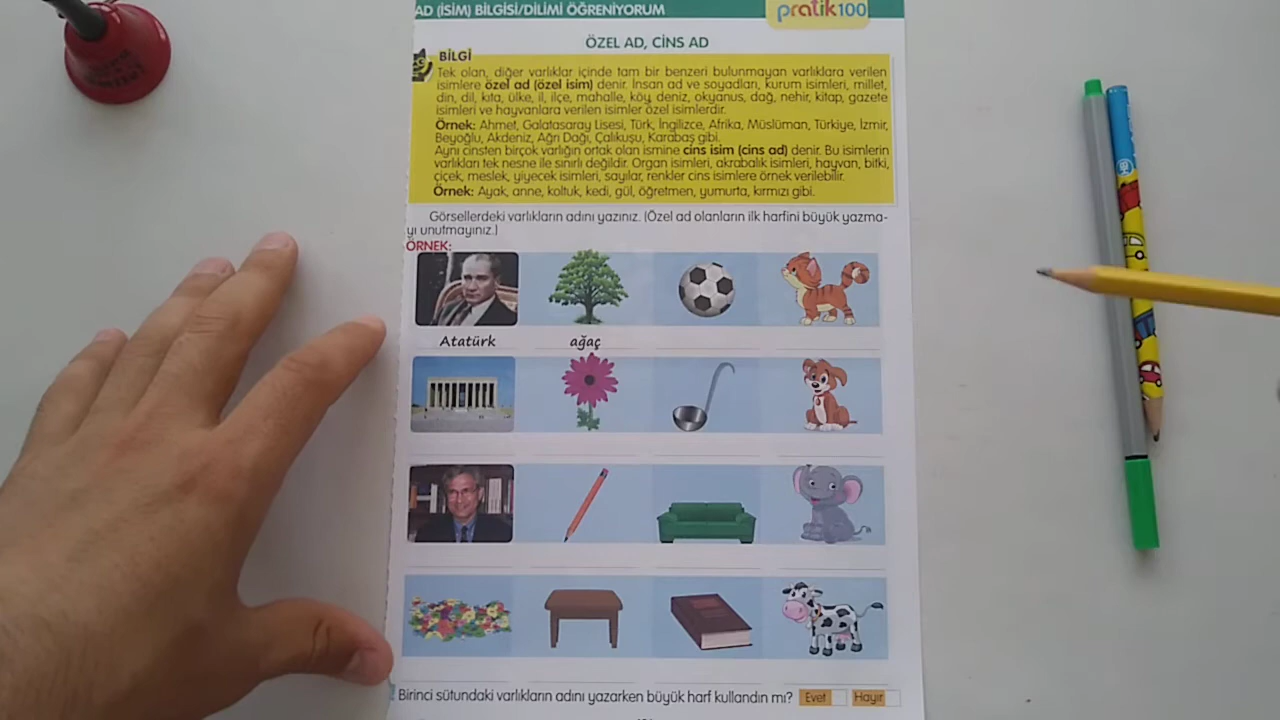 AD (İSİM) BİLGİSİ/DİLİMİ ÖĞRENİYORUM
pratik100
ÖZEL AD, CİNS AD
BİLGİ
Tek olan, diğer varlıklar içinde tam bir benzeri bulunmayan varlıklara verilen
isimlere özel ad (özel isim) denir. İnsan ad ve soyadları, kurum isimleri, millet,
din, dil, kıta, ülke, il, ilçe, mahalle, köy, deniz, okyanus, dağ, nehir, kitap, gazete
isimleri ve hayvanlara verilen isimler özel isimlerdir.
Örnek: Ahmet, Galatasaray Lisesi, Türk, İngilizce, Afrika, Müslüman, Türkiye, İzmir,
Beyoğlu, Akdeniz, Ağrı Dağı, Çalıkuşu, Karabaş gibi.
Aynı cinsten birçok varlığın ortak olan ismine cins isim (cins ad) denir. Bu isimlerin
varlıkları tek nesne ile sınırlı değildir. Organ isimleri, akrabalık isimleri, hayvan, bitki,
çiçek, meslek, yiyecek isimleri, sayılar, renkler cins isimlere örnek verilebilir.
Örnek: Ayak, anne, koltuk, kedi, gül, öğretmen, yumurta, kırmızı gibi.
Görsellerdeki varlıkların adını yazınız. (Özel ad olanların ilk harfini büyük yazma-
yı unutmayınız.)
ÖRNEK:
Atatürk ağaç
Birinci sütundaki varlıkların adını yazarken büyük harf kullandın mı? Evet Hayır